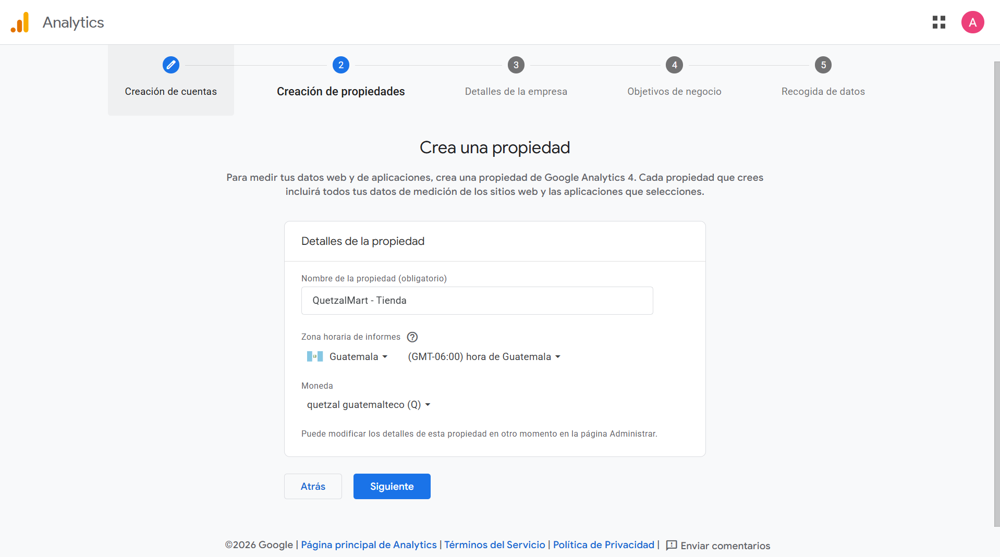 Analytics
A
2
3
4
5
Creación de cuentas
Creación de propiedades
Detalles de la empresa
Objetivos de negocio
Recogida de datos
Crea una propiedad
Para medir tus datos web y de aplicaciones, crea una propiedad de Google Analytics 4. Cada propiedad que crees
incluirá todos tus datos de medición de los sitios web y las aplicaciones que selecciones.
Detalles de la propiedad
Nombre de la propiedad (obligatorio)
QuetzalMart - Tienda
Zona horaria de informes
Guatemala (GMT-06:00) hora de Guatemala
Moneda
quetzal guatemalteco (Q)
Puede modificar los detalles de esta propiedad en otro momento en la página Administrar.
Atrás Siguiente
©2026 Google | Página principal de Analytics | Términos del Servicio | Política de Privacidad | Enviar comentarios